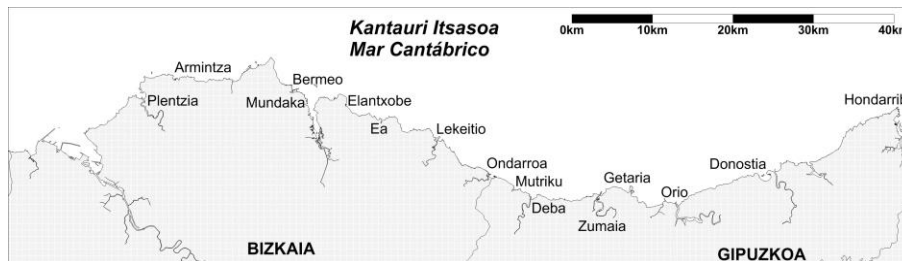 Kantauri Itsasoa
Mar Cantábrico
0km 10km 20km 30km 40km
Armintza
Bermeo
Plentzia
Mundaka
Elantxobe
Hondarrib
Ea
Lekeitio
Ondarroa
Donostia
Mutriku
Getaria
Orio
Deba
Zumaia
BIZKAIA
GIPUZKOA